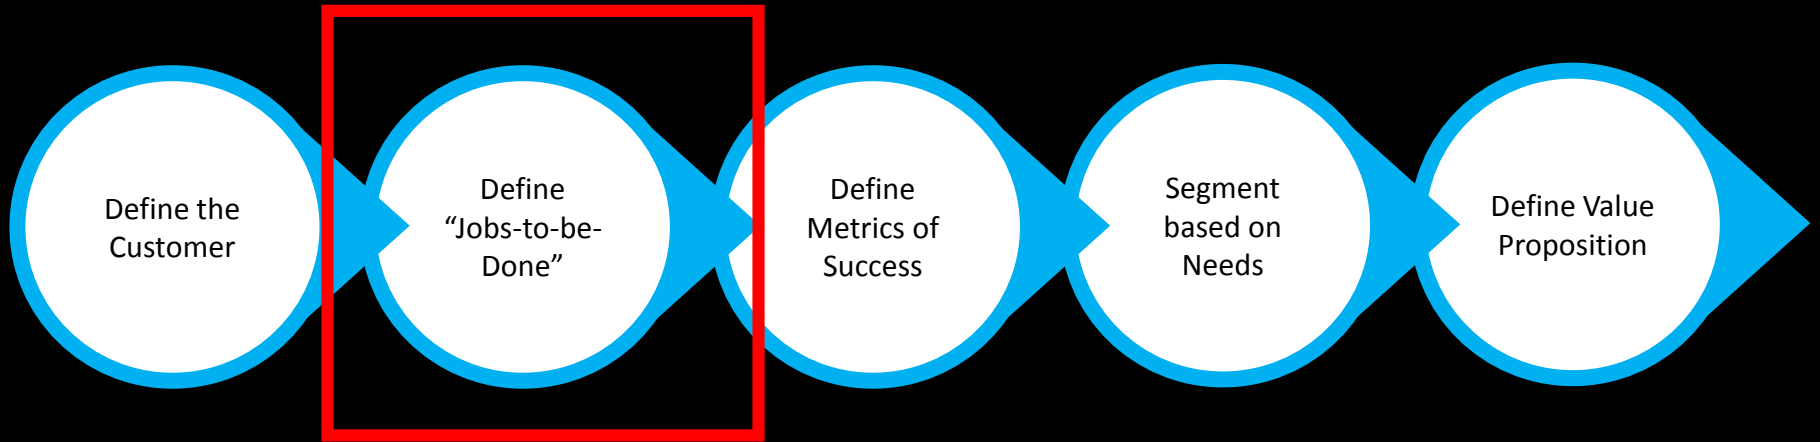 Define the
Customer
Define
“Jobs-to-be-
Done”
Define
Metrics of
Success
Segment
based on
Needs
Define Value
Proposition